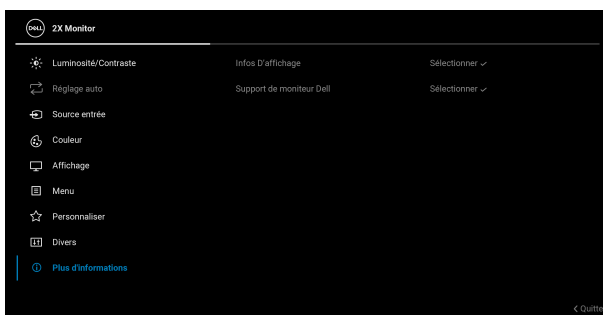 DELL
2X Monitor
Luminosité/Contraste
Infos D'affichage Sélectionner
Réglage auto
Support de moniteur Dell Sélectionner
Source entrée
Couleur
Affichage
Menu
Personnaliser
Divers
Plus d'informations
Quitte